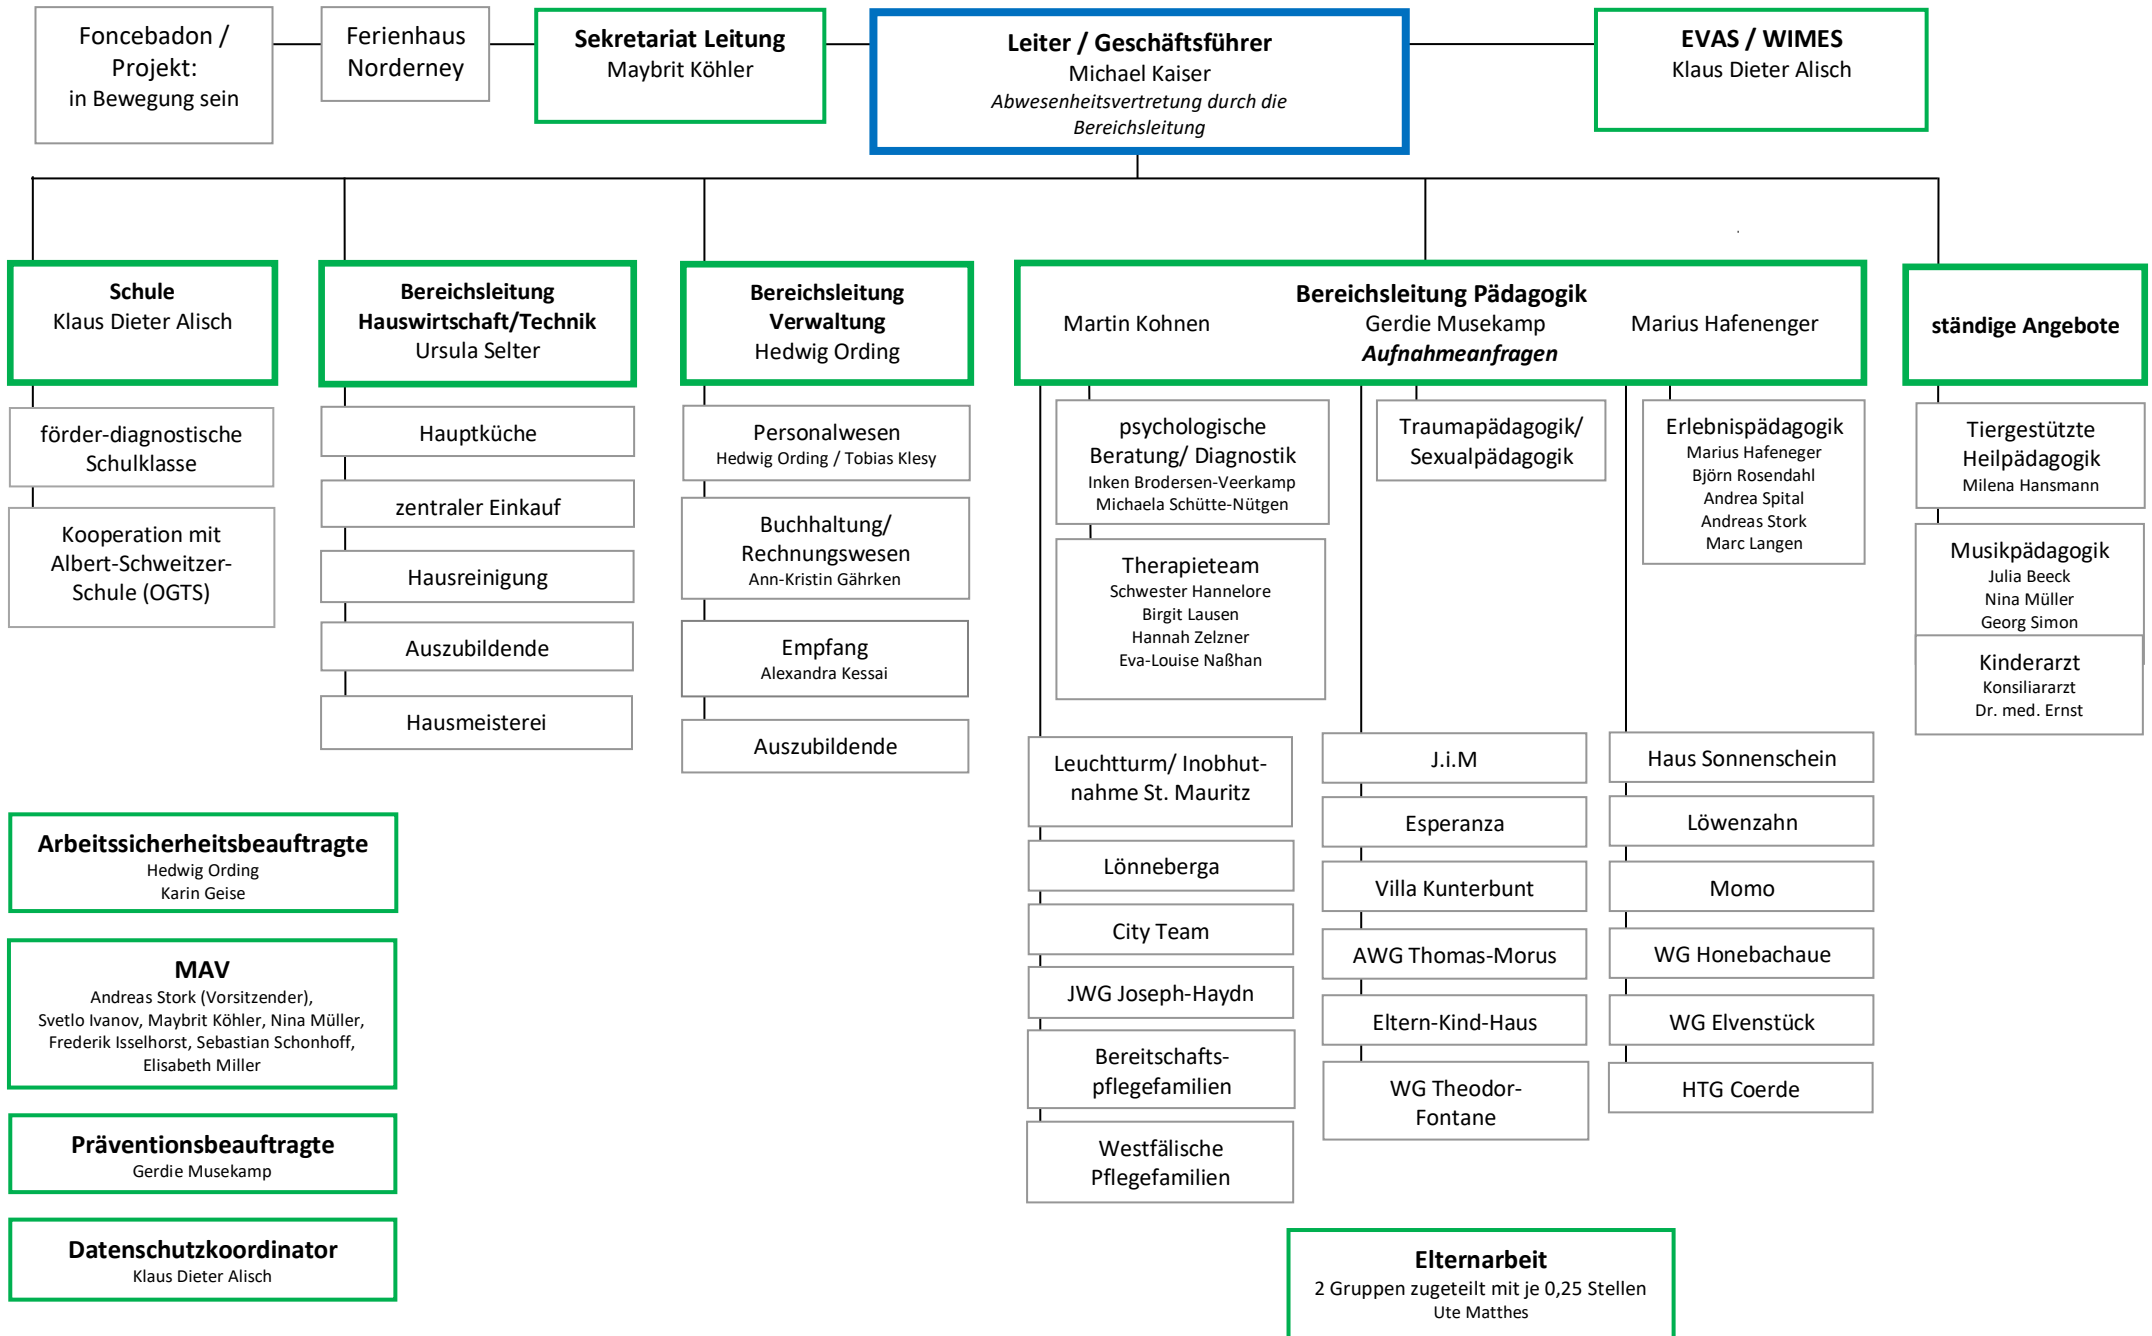 Foncebadon /
Projekt:
in Bewegung sein
Ferienhaus
Norderney
Sekretariat Leitung
Maybrit Köhler
Leiter / Geschäftsführer
Michael Kaiser
Abwesenheitsvertretung durch die
Bereichsleitung
EVAS / WIMES
Klaus Dieter Alisch
Schule
Klaus Dieter Alisch
Bereichsleitung
Hauswirtschaft/Technik
Ursula Selter
Bereichsleitung
Verwaltung
Hedwig Ording
Bereichsleitung Pädagogik
Martin Kohnen
Gerdie Musekamp
Marius Hafenenger
Aufnahmeanfragen
ständige Angebote
förder-diagnostische
Schulklasse
Kooperation mit
Albert-Schweitzer-
Schule (OGTS)
Hauptküche
zentraler Einkauf
Hausreinigung
Auszubildende
Hausmeisterei
Personalwesen
Hedwig Ording / Tobias Klesy
Buchhaltung/
Rechnungswesen
Ann-Kristin Gährken
Empfang
Alexandra Kessai
Auszubildende
psychologische
Beratung/ Diagnostik
Inken Brodersen-Veerkamp
Michaela Schütte-Nütgen
Therapieteam
Schwester Hannelore
Birgit Lausen
Hannah Zelzner
Eva-Louise Naßhan
Traumapädagogik/
Sexualpädagogik
Erlebnispädagogik
Marius Hafeneger
Björn Rosendahl
Andrea Spital
Andreas Stork
Marc Langen
Tiergestützte
Heilpädagogik
Milena Hansmann
Musikpädagogik
Julia Beeck
Nina Müller
Georg Simon
Kinderarzt
Konsiliararzt
Dr. med. Ernst
Leuchtturm/ Inobhut-
nahme St. Mauritz
Lönneberga
City Team
JWG Joseph-Haydn
Bereitschafts-
pflegefamilien
Westfälische
Pflegefamilien
J.i.M
Esperanza
Villa Kunterbunt
AWG Thomas-Morus
Eltern-Kind-Haus
WG Theodor-
Fontane
Haus Sonnenschein
Löwenzahn
Momo
WG Honebachaue
WG Elvenstück
HTG Coerde
Arbeitssicherheitsbeauftragte
Hedwig Ording
Karin Geise
MAV
Andreas Stork (Vorsitzender),
Svetlo Ivanov, Maybrit Köhler, Nina Müller,
Frederik Isselhorst, Sebastian Schonhoff,
Elisabeth Miller
Präventionsbeauftragte
Gerdie Musekamp
Datenschutzkoordinator
Klaus Dieter Alisch
Elternarbeit
2 Gruppen zugeteilt mit je 0,25 Stellen
Ute Matthes